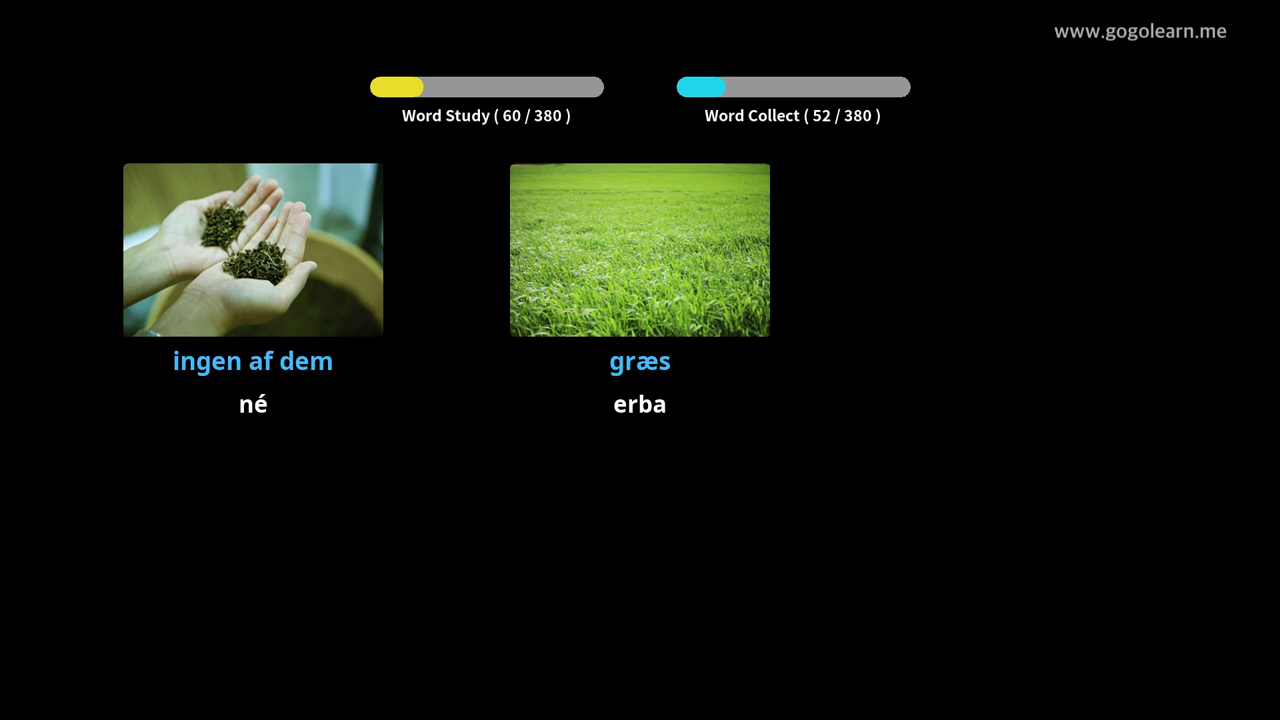 www.gogolearn.me
Word Study ( 60 / 380 )
Word Collect ( 52 / 380 )
ingen af dem
né
græs
erba